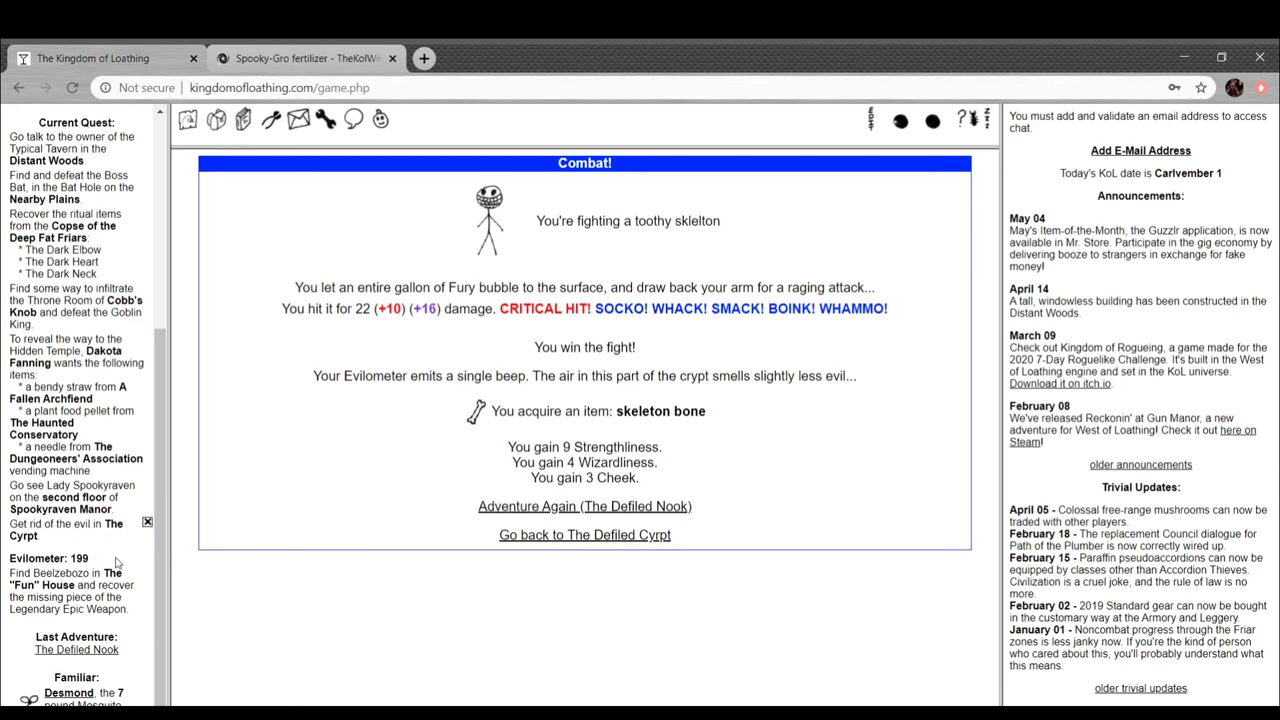 The Kingdom of Loathing
Spooky-Gro fertilizer - TheKolWi
Not secure
kingdomofloathing.com/game.php
Current Quest:
Go talk to the owner of the
Typical Tavern in the
Distant Woods.
Find and defeat the Boss
Bat, in the Bat Hole on the
Nearby Plains.
Recover the ritual items
from the Copse of the
Deep Fat Friars:
* The Dark Elbow
* The Dark Heart
* The Dark Neck
Find some way to infiltrate
the Throne Room of Cobb's
Knob and defeat the Goblin
King.
To reveal the way to the
Hidden Temple, Dakota
Fanning wants the following
items:
* a bendy straw from A
Fallen Archfiend
* a plant food pellet from
The Haunted
Conservatory
* a needle from The
Dungeoneers' Association
vending machine
Go see Lady Spookyraven
on the second floor of
Spookyraven Manor.
Get rid of the evil in The
Cyrpt.
Evilometer: 199
Find Beelzebozo in The
"Fun" House and recover
the missing piece of the
Legendary Epic Weapon.
Last Adventure:
The Defiled Nook
Familiar:
Desmond, the 7
pound Mosquito
Combat!
You're fighting a toothy sklelton
You let an entire gallon of Fury bubble to the surface, and draw back your arm for a raging attack...
You hit it for 22 (+10) (+16) damage. CRITICAL HIT! SOCKO! WHACK! SMACK! BOINK! WHAMMO!
You win the fight!
Your Evilometer emits a single beep. The air in this part of the crypt smells slightly less evil...
You acquire an item: skeleton bone
You gain 9 Strengthliness.
You gain 4 Wizardliness.
You gain 3 Cheek.
Adventure Again (The Defiled Nook)
Go back to The Defiled Cyrpt
You must add and validate an email address to access
chat.
Add E-Mail Address
Today's KoL date is Carlvember 1
Announcements:
May 04
May's Item-of-the-Month, the Guzzlr application, is now
available in Mr. Store. Participate in the gig economy by
delivering booze to strangers in exchange for fake
money!
April 14
A tall, windowless building has been constructed in the
Distant Woods.
March 09
Check out Kingdom of Rogueing, a game made for the
2020 7-Day Roguelike Challenge. It's built in the West
of Loathing engine and set in the KoL universe.
Download it on itch.io.
February 08
We've released Reckonin' at Gun Manor, a new
adventure for West of Loathing! Check it out here on
Steam!
older announcements
Trivial Updates:
April 05 - Colossal free-range mushrooms can now be
traded with other players.
February 18 - The replacement Council dialogue for
Path of the Plumber is now correctly wired up.
February 15 - Paraffin pseudoaccordions can now be
equipped by classes other than Accordion Thieves.
Civilization is a cruel joke, and the rule of law is no
more.
February 02 - 2019 Standard gear can now be bought
in the customary way at the Armory and Leggery.
January 01 - Noncombat progress through the Friar
zones is less janky now. If you're the kind of person
who cared about this, you'll probably understand what
this means.
older trivial updates